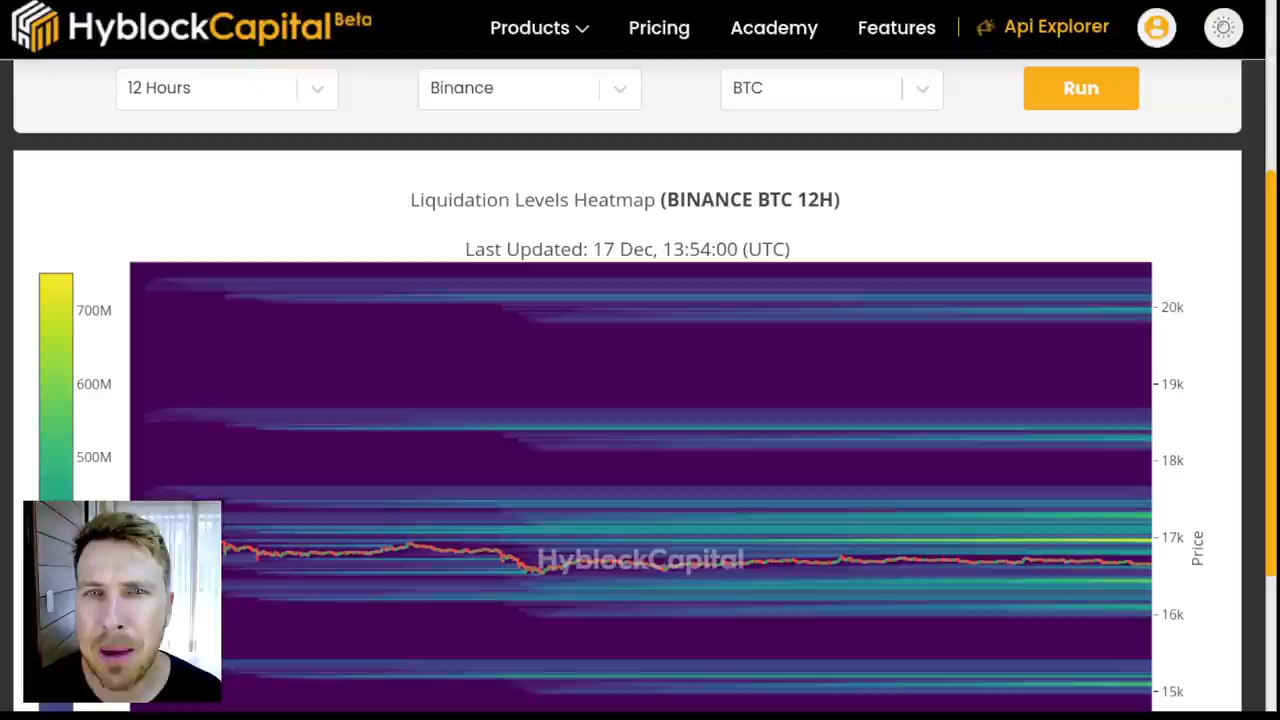 HyblockCapital Beta
Products Pricing Academy Features Api Explorer
12 Hours Binance BTC Run
Liquidation Levels Heatmap (BINANCE BTC 12H)
Last Updated: 17 Dec, 13:54:00 (UTC)
700M
600M
500M
20k
19k
18k
17k
16k
15k
Price
HyblockCapital